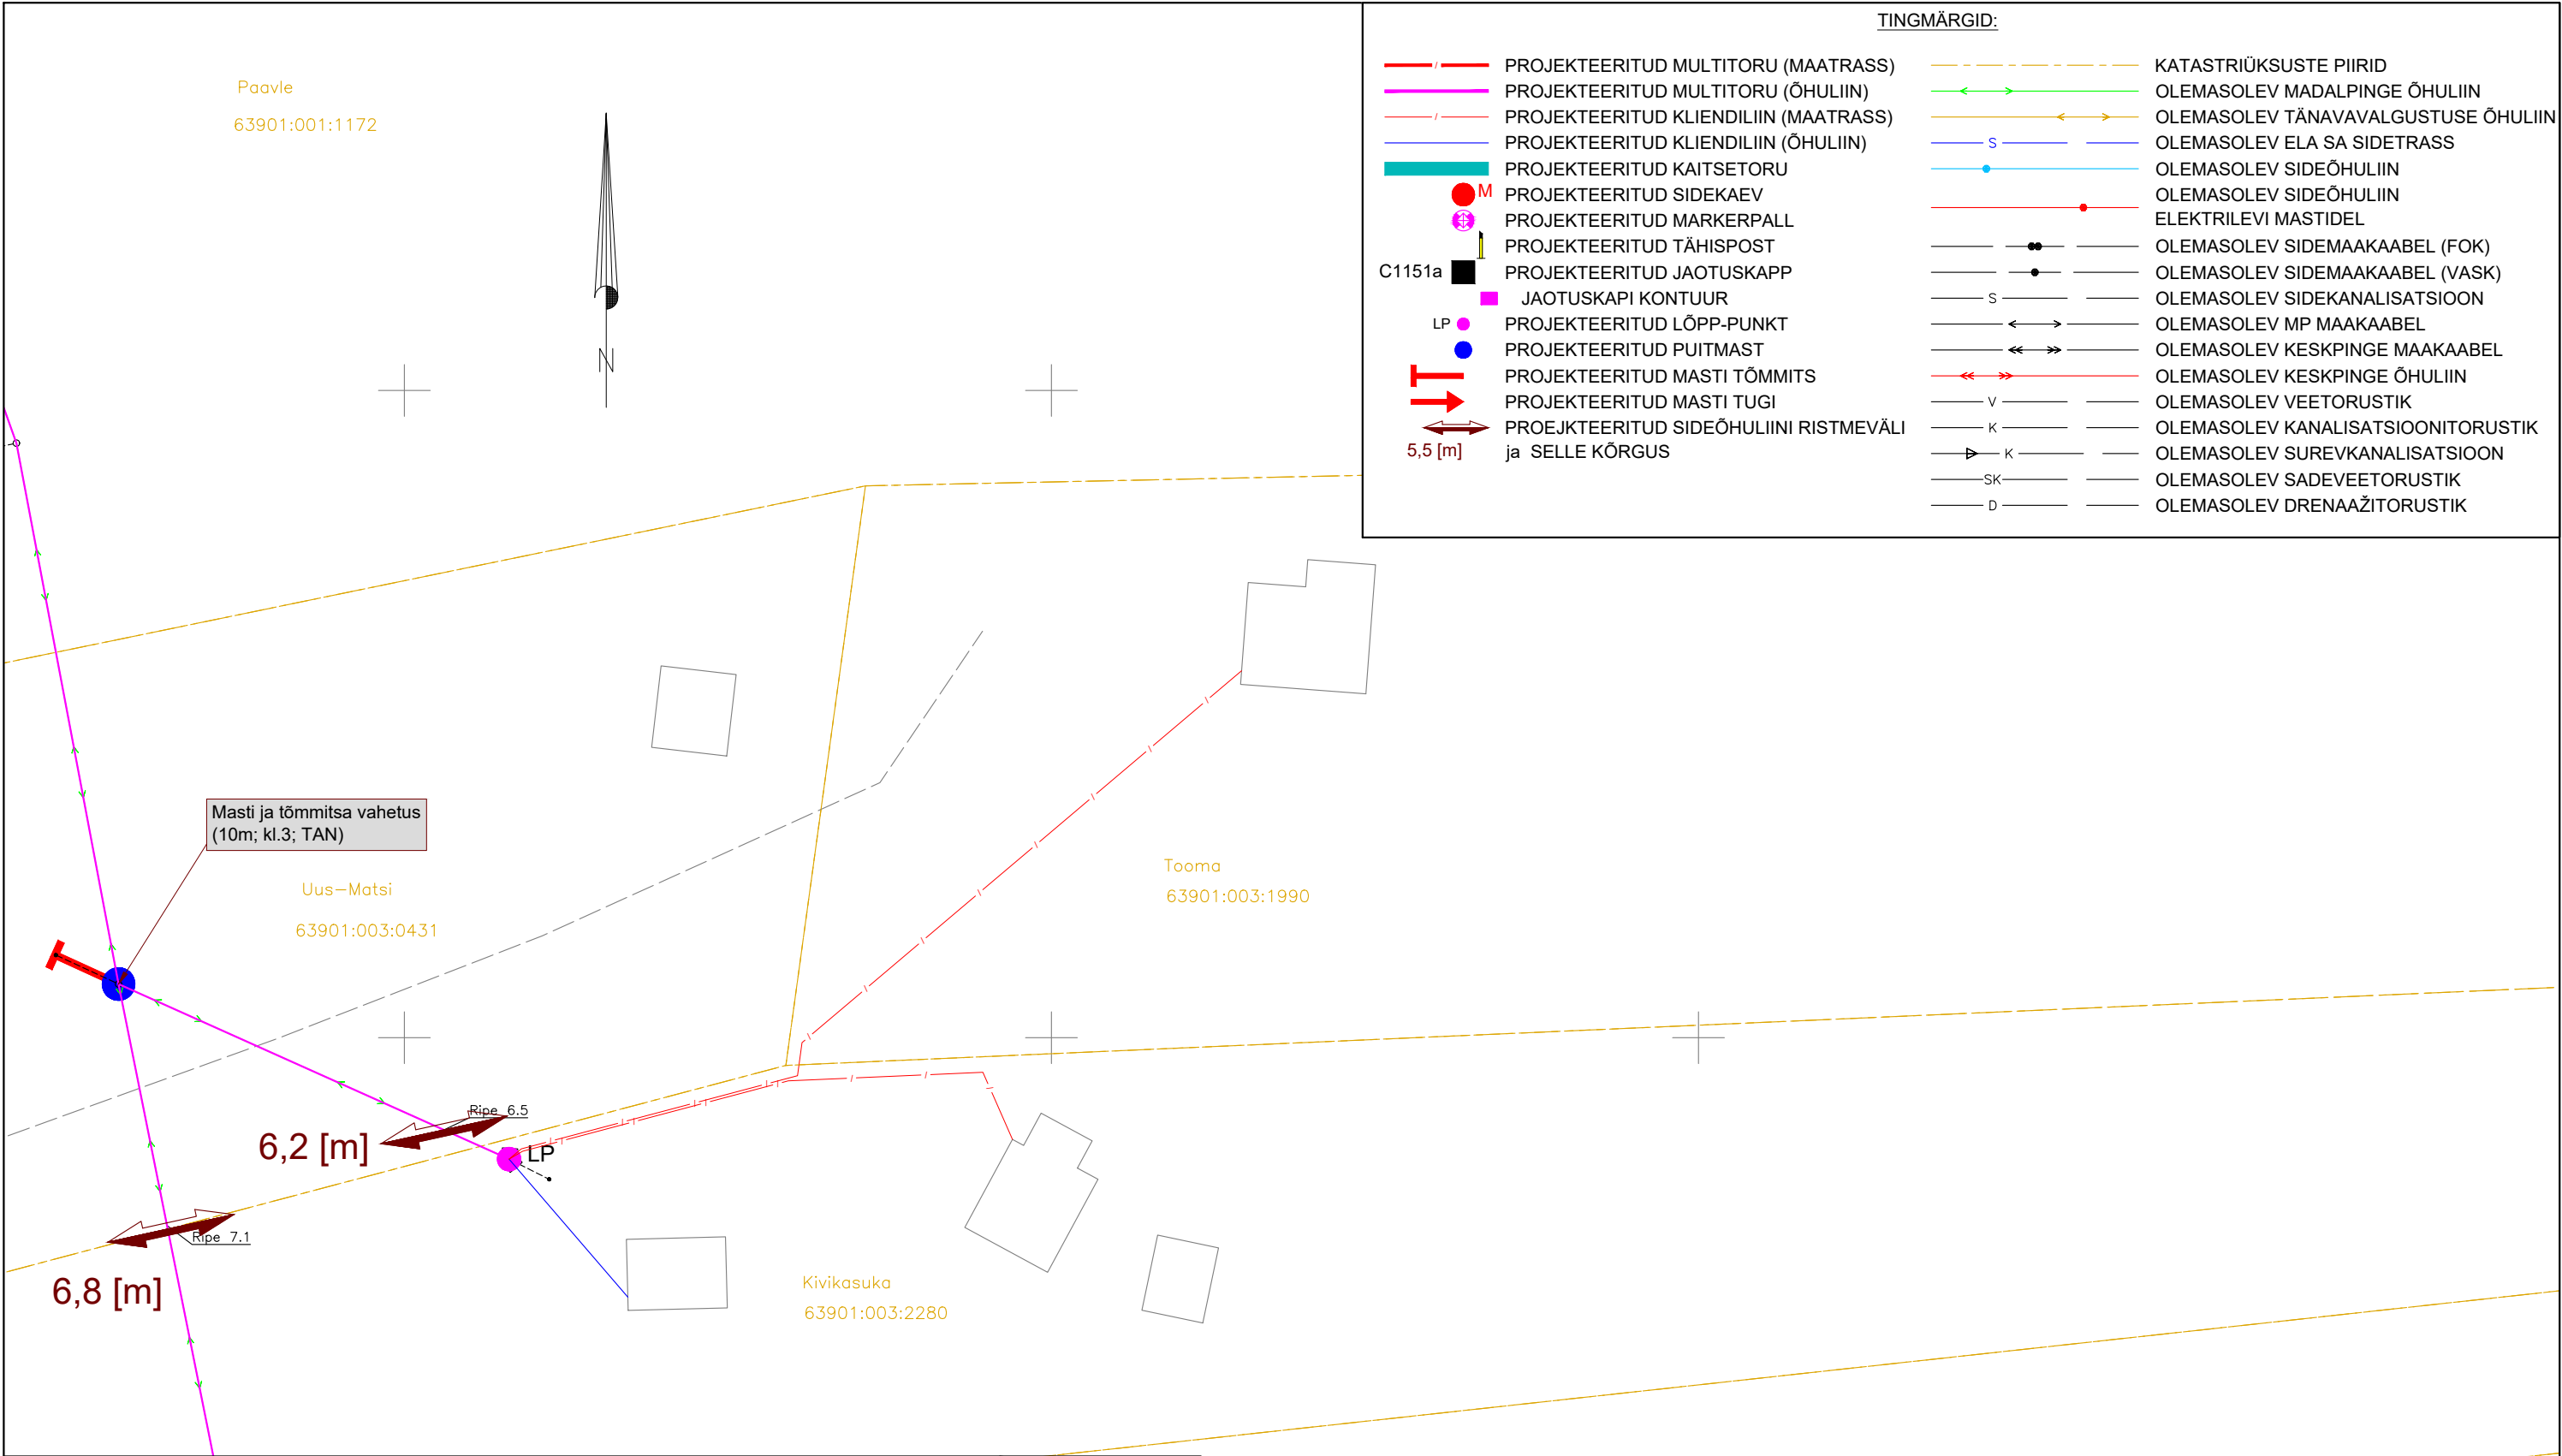 TINGMÄRGID:
PROJEKTEERITUD MULTITORU (MAATRASS)
PROJEKTEERITUD MULTITORU (ÕHULIIN)
PROJEKTEERITUD KLIENDILIIN (MAATRASS)
PROJEKTEERITUD KLIENDILIIN (ÕHULIIN)
PROJEKTEERITUD KAITSETORU
M PROJEKTEERITUD SIDEKAEV
PROJEKTEERITUD MARKERPALL
PROJEKTEERITUD TÄHISPOST
C1151a PROJEKTEERITUD JAOTUSKAPP
JAOTUSKAPI KONTUUR
LP PROJEKTEERITUD LÕPP-PUNKT
PROJEKTEERITUD PUITMAST
PROJEKTEERITUD MASTI TÕMMITS
PROJEKTEERITUD MASTI TUGI
PROEJKTEERITUD SIDEÕHULIINI RISTMEVÄLI
5,5 [m] ja SELLE KÕRGUS
KATASTRIÜKSUSTE PIIRID
OLEMASOLEV MADALPINGE ÕHULIIN
OLEMASOLEV TÄNAVAVALGUSTUSE ÕHULIIN
S OLEMASOLEV ELA SA SIDETRASS
OLEMASOLEV SIDEÕHULIIN
OLEMASOLEV SIDEÕHULIIN
ELEKTRILEVI MASTIDEL
OLEMASOLEV SIDEMAAKAABEL (FOK)
OLEMASOLEV SIDEMAAKAABEL (VASK)
S OLEMASOLEV SIDEKANALISATSIOON
OLEMASOLEV MP MAAKAABEL
OLEMASOLEV KESKPINGE MAAKAABEL
OLEMASOLEV KESKPINGE ÕHULIIN
V OLEMASOLEV VEETORUSTIK
K OLEMASOLEV KANALISATSIOONITORUSTIK
K OLEMASOLEV SUREVKANALISATSIOON
SK OLEMASOLEV SADEVEETORUSTIK
D OLEMASOLEV DRENAAŽITORUSTIK
Paavle
63901:001:1172
N
Masti ja tõmmitsa vahetus
(10m; kl.3; TAN)
Uus-Matsi
63901:003:0431
Tooma
63901:003:1990
Ripe 6.5
6,2 [m]
LP
Ripe 7.1
6,8 [m]
Kivikasuka
63901:003:2280